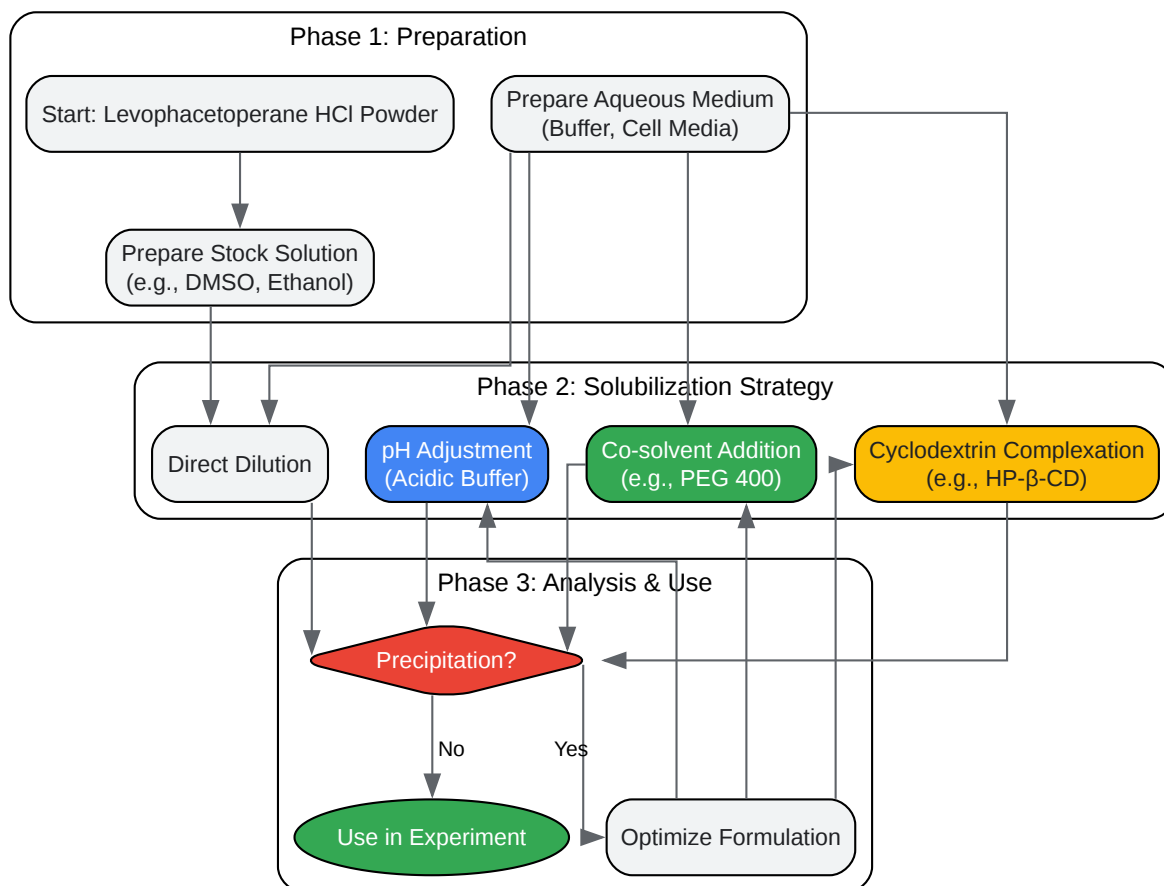 Phase 1: Preparation
Start: Levophacetoperane HCl Powder
Prepare Aqueous Medium
(Buffer, Cell Media)
Prepare Stock Solution
(e.g., DMSO, Ethanol)
Phase 2: Solubilization Strategy
Direct Dilution
pH Adjustment
(Acidic Buffer)
Co-solvent Addition
(e.g., PEG 400)
Cyclodextrin Complexation
(e.g., HP-β-CD)
Phase 3: Analysis & Use
Precipitation?
No
Yes
Use in Experiment
Optimize Formulation